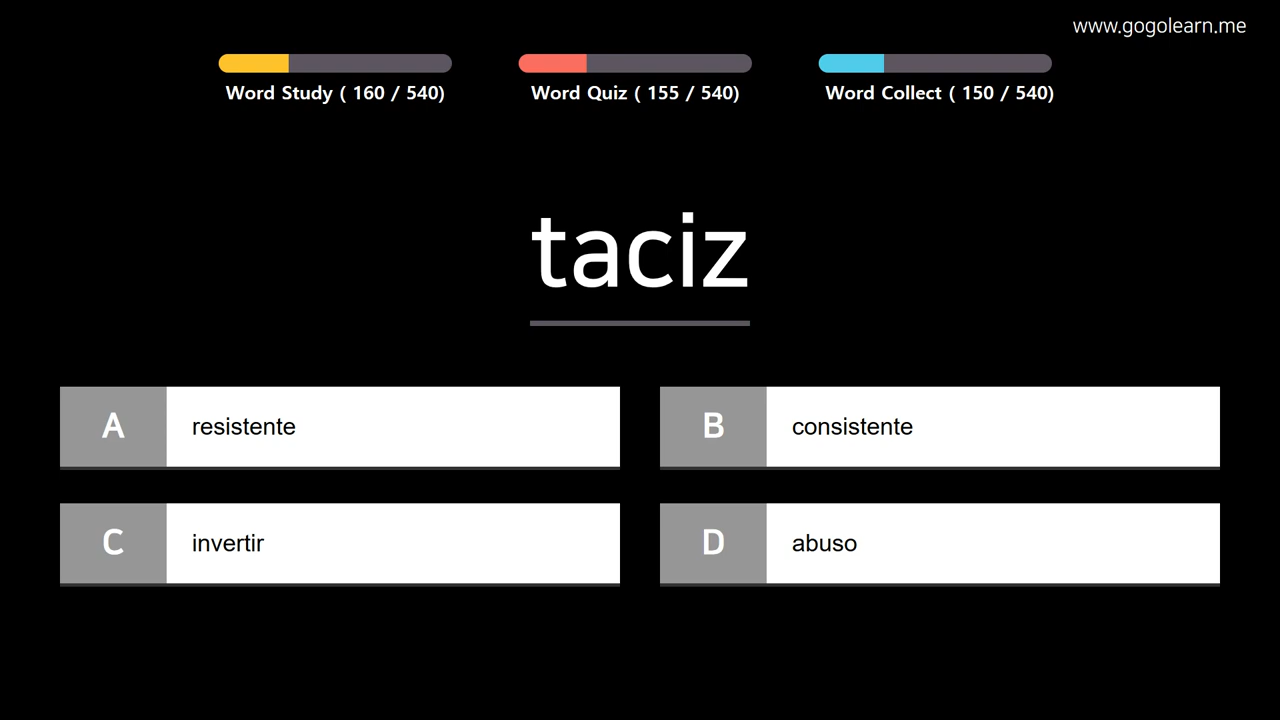 www.gogolearn.me
Word Study ( 160 / 540)
Word Quiz ( 155 / 540)
Word Collect ( 150 / 540)
taciz
A resistente
B consistente
C invertir
D abuso